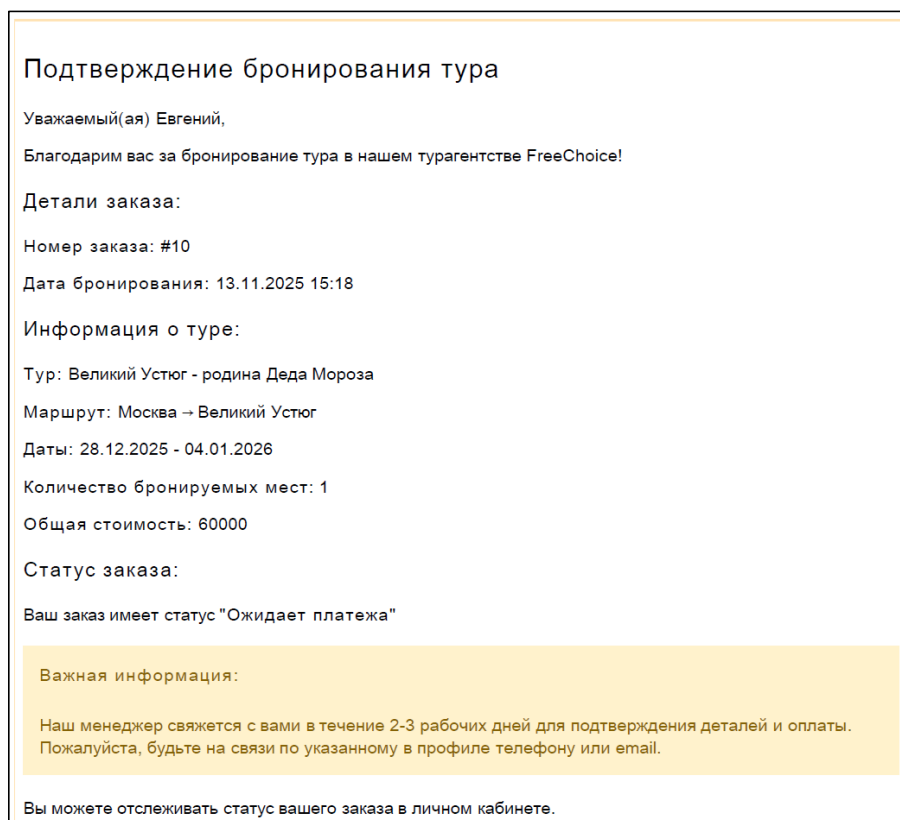 Подтверждение бронирования тура
Уважаемый(ая) Евгений,
Благодарим вас за бронирование тура в нашем турагентстве FreeChoice!
Детали заказа:
Номер заказа: #10
Дата бронирования: 13.11.2025 15:18
Информация о туре:
Тур: Великий Устюг - родина Деда Мороза
Маршрут: Москва → Великий Устюг
Даты: 28.12.2025 - 04.01.2026
Количество бронируемых мест: 1
Общая стоимость: 60000
Статус заказа:
Ваш заказ имеет статус "Ожидает платежа"
Важная информация:
Наш менеджер свяжется с вами в течение 2-3 рабочих дней для подтверждения деталей и оплаты.
Пожалуйста, будьте на связи по указанному в профиле телефону или email.
Вы можете отслеживать статус вашего заказа в личном кабинете.